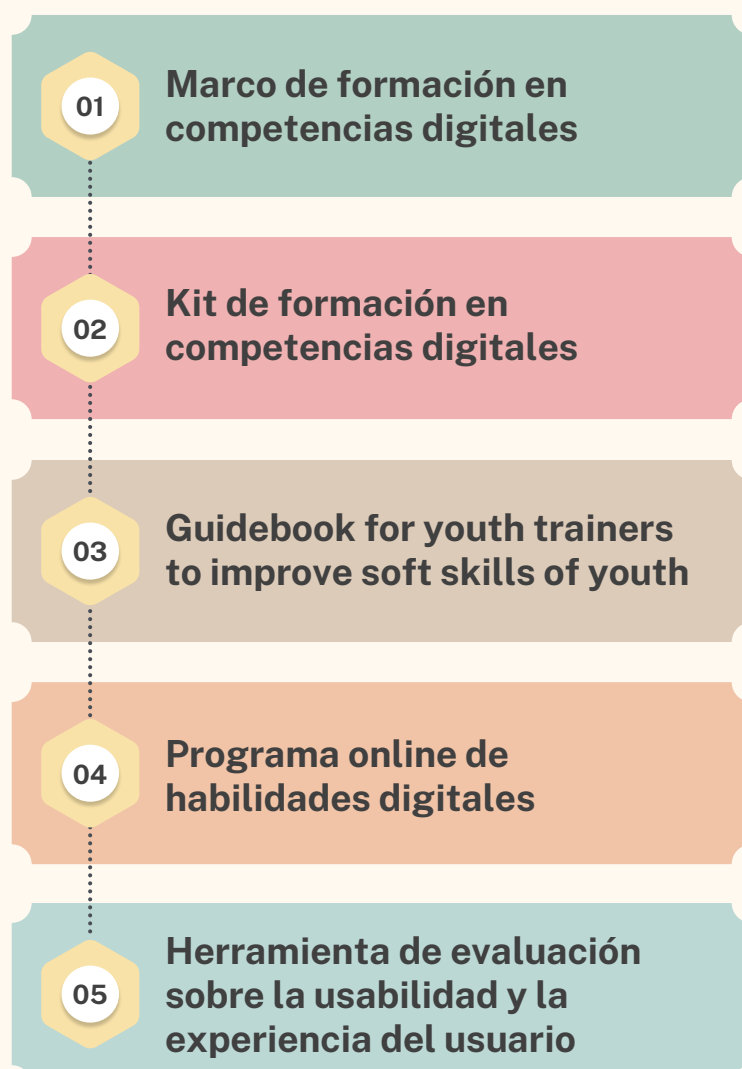 01
Marco de formación en
competencias digitales
02
Kit de formación en
competencias digitales
03
Guidebook for youth trainers
to improve soft skills of youth
04
Programa online de
habilidades digitales
05
Herramienta de evaluación
sobre la usabilidad y la
experiencia del usuario